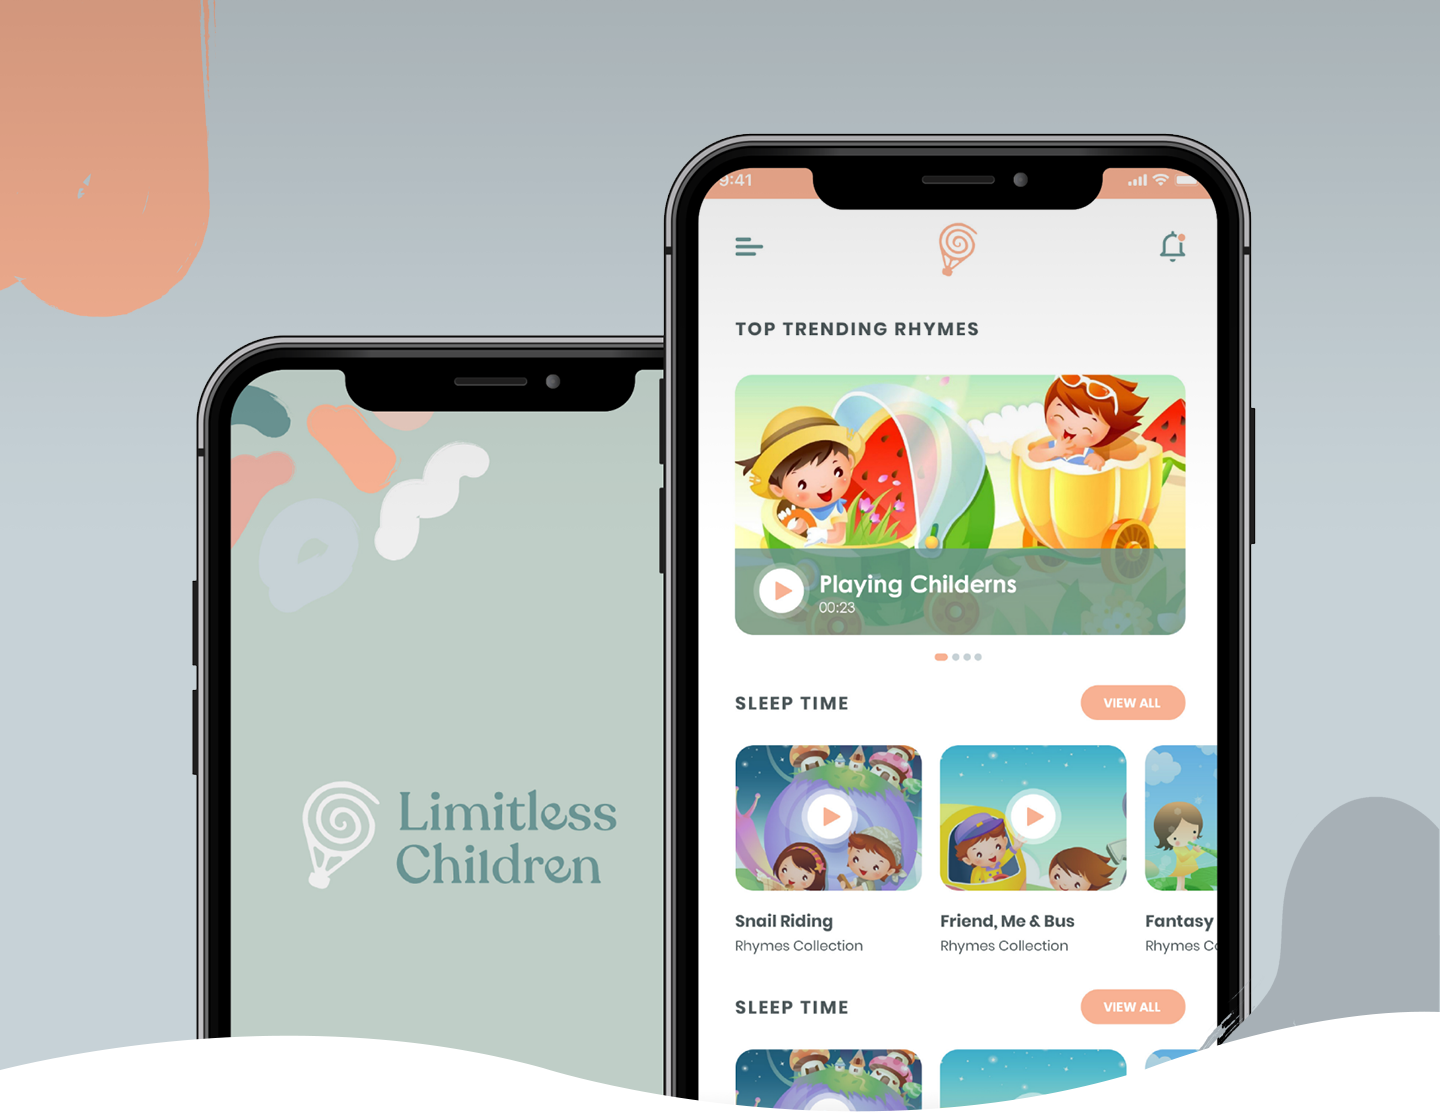 9:41
TOP TRENDING RHYMES
Playing Childerns
00:23
SLEEP TIME
VIEW ALL
Snail Riding
Friend, Me & Bus
Fantasy
Rhymes Collection
Rhymes Collection
Rhymes
SLEEP TIME
VIEW ALL
Limitless
Children